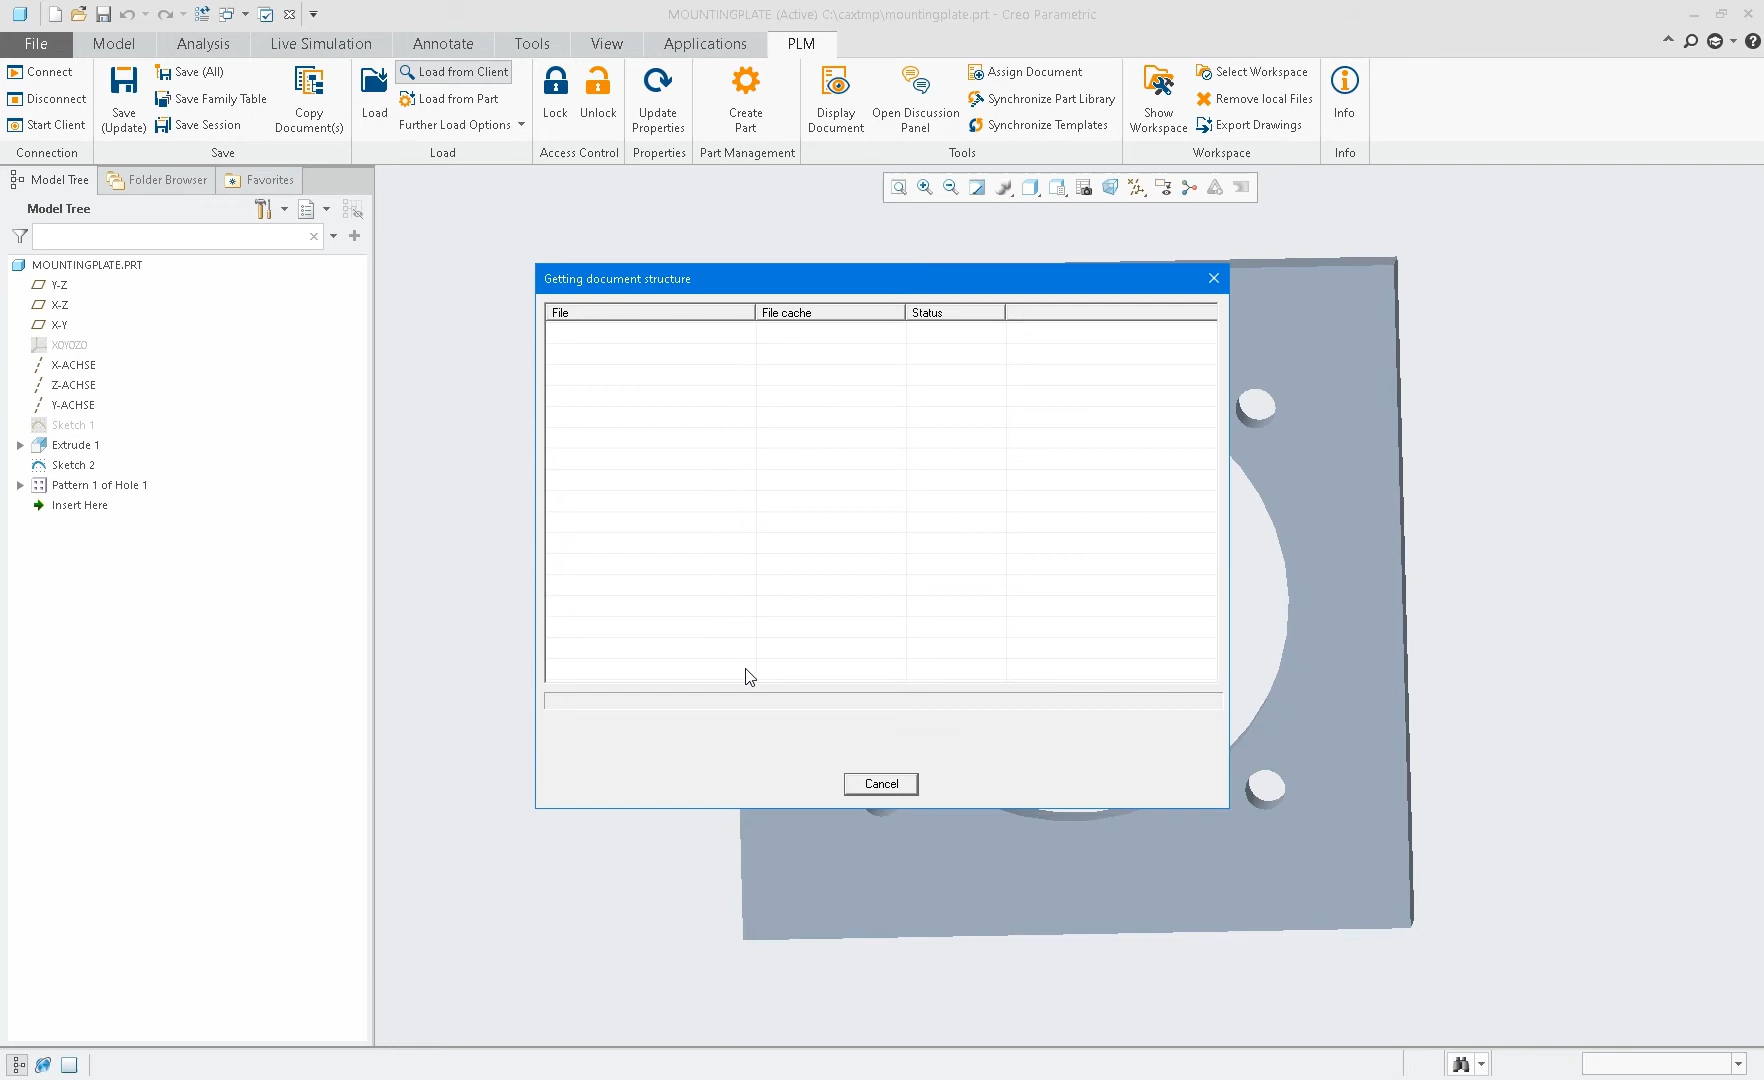 MOUNTINGPLATE (Active) C:\caxtmp\mountingplate.prt - Creo Parametric
File Model Analysis Live Simulation Annotate Tools View Applications PLM
Connect
Disconnect
Start Client
Connection
Save
(Update)
Save (All)
Save Family Table
Save Session
Copy
Document(s)
Save
Load
Load from Client
Load from Part
Further Load Options
Load
Lock
Unlock
Access Control
Update
Properties
Properties
Create
Part
Part Management
Display
Document
Open Discussion
Panel
Assign Document
Synchronize Part Library
Synchronize Templates
Tools
Show
Workspace
Select Workspace
Remove local Files
Export Drawings
Workspace
Info
Info
Model Tree Folder Browser Favorites
Model Tree
MOUNTINGPLATE.PRT
Y-Z
X-Z
X-Y
X0Y0Z0
X-ACHSE
Z-ACHSE
Y-ACHSE
Sketch 1
Extrude 1
Sketch 2
Pattern 1 of Hole 1
Insert Here
Getting document structure
File File cache Status
Cancel